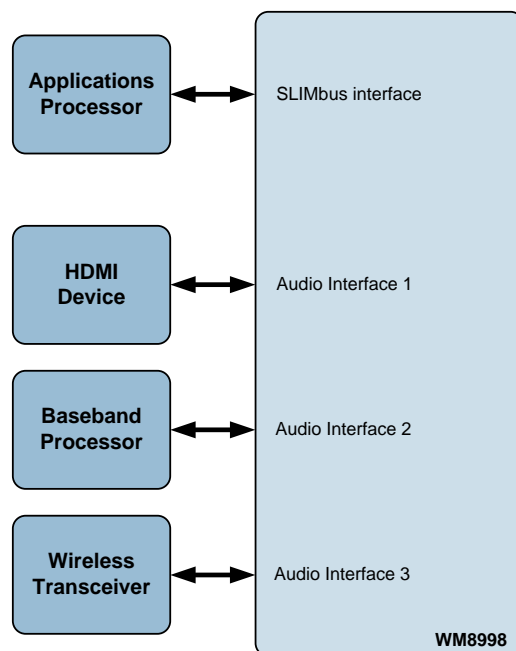 Applications
Processor
SLIMbus interface
HDMI
Device
Audio Interface 1
Baseband
Processor
Audio Interface 2
Wireless
Transceiver
Audio Interface 3
WM8998